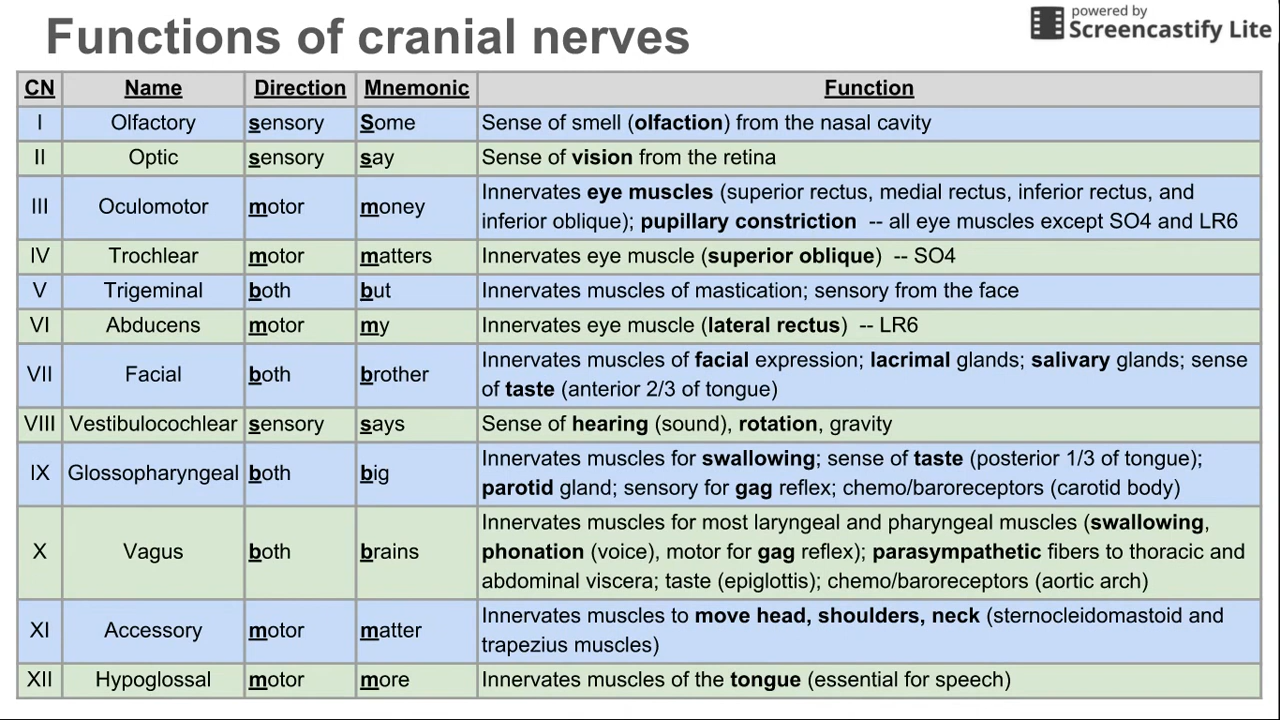 Functions of cranial nerves
powered by
Screencastify Lite
CN Name Direction Mnemonic Function
I Olfactory sensory Some Sense of smell (olfaction) from the nasal cavity
II Optic sensory say Sense of vision from the retina
III Oculomotor motor money Innervates eye muscles (superior rectus, medial rectus, inferior rectus, and
inferior oblique); pupillary constriction -- all eye muscles except SO4 and LR6
IV Trochlear motor matters Innervates eye muscle (superior oblique) -- SO4
V Trigeminal both but Innervates muscles of mastication; sensory from the face
VI Abducens motor my Innervates eye muscle (lateral rectus) -- LR6
VII Facial both brother Innervates muscles of facial expression; lacrimal glands; salivary glands; sense
of taste (anterior 2/3 of tongue)
VIII Vestibulocochlear sensory says Sense of hearing (sound), rotation, gravity
IX Glossopharyngeal both big Innervates muscles for swallowing; sense of taste (posterior 1/3 of tongue);
parotid gland; sensory for gag reflex; chemo/baroreceptors (carotid body)
X Vagus both brains Innervates muscles for most laryngeal and pharyngeal muscles (swallowing,
phonation (voice), motor for gag reflex); parasympathetic fibers to thoracic and
abdominal viscera; taste (epiglottis); chemo/baroreceptors (aortic arch)
XI Accessory motor matter Innervates muscles to move head, shoulders, neck (sternocleidomastoid and
trapezius muscles)
XII Hypoglossal motor more Innervates muscles of the tongue (essential for speech)